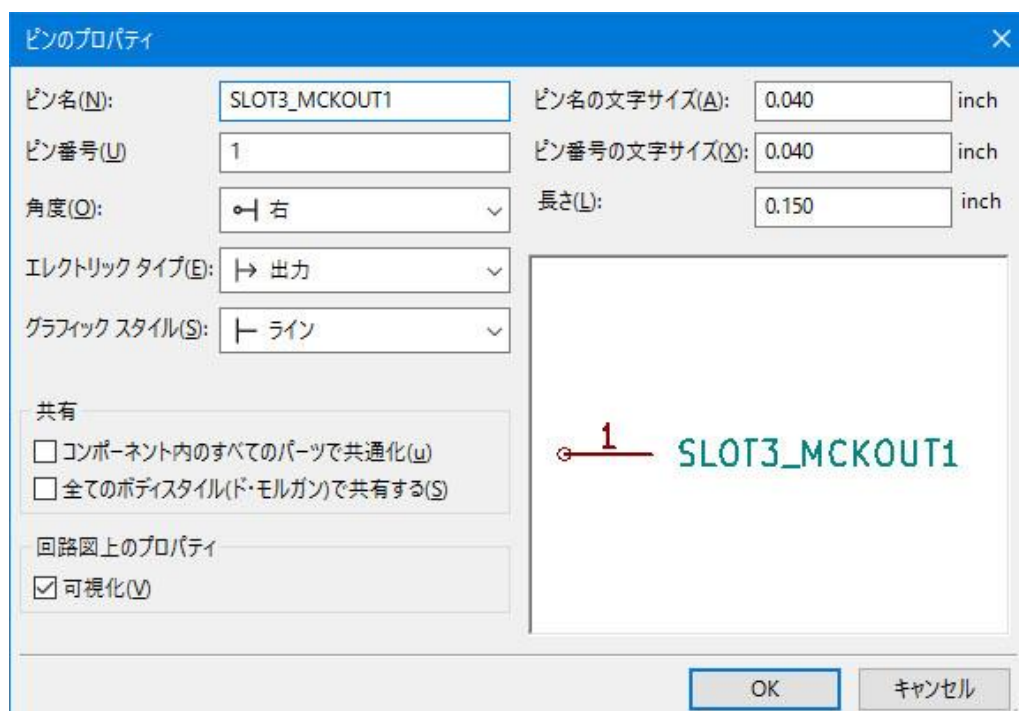 ピンのプロパティ
ピン名(N):
SLOT3_MCKOUT1
ピン番号(U)
1
角度(O):
右
エレクトリック タイプ(E):
出力
グラフィック スタイル(S):
ライン
ピン名の文字サイズ(A):
0.040
inch
ピン番号の文字サイズ(X):
0.040
inch
長さ(L):
0.150
inch
共有
コンポーネント内のすべてのパーツで共通化(u)
全てのボディスタイル(ド・モルガン)で共有する(S)
回路図上のプロパティ
可視化(V)
1
SLOT3_MCKOUT1
OK
キャンセル